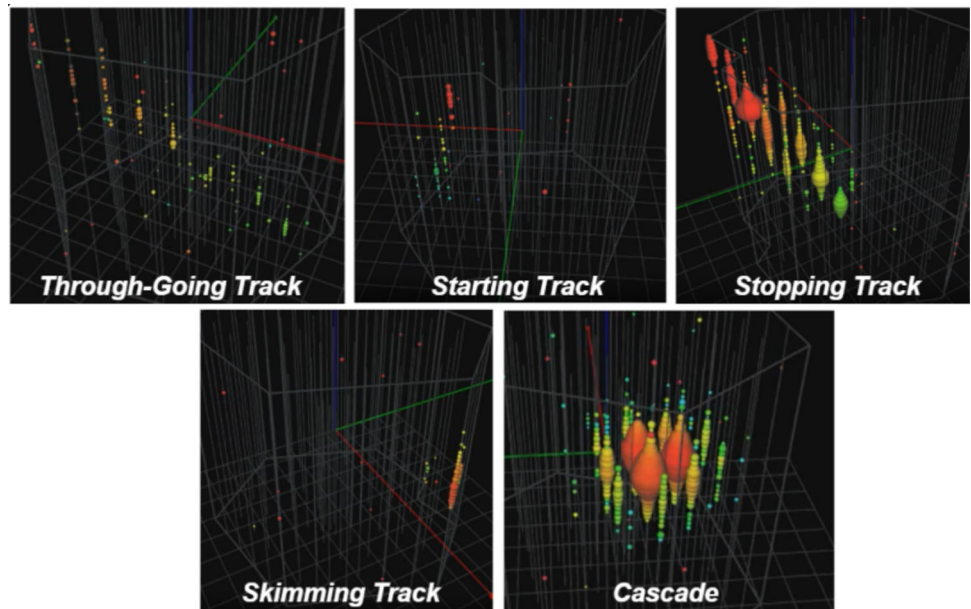 Through-Going Track
Starting Track
Stopping Track
Skimming Track
Cascade